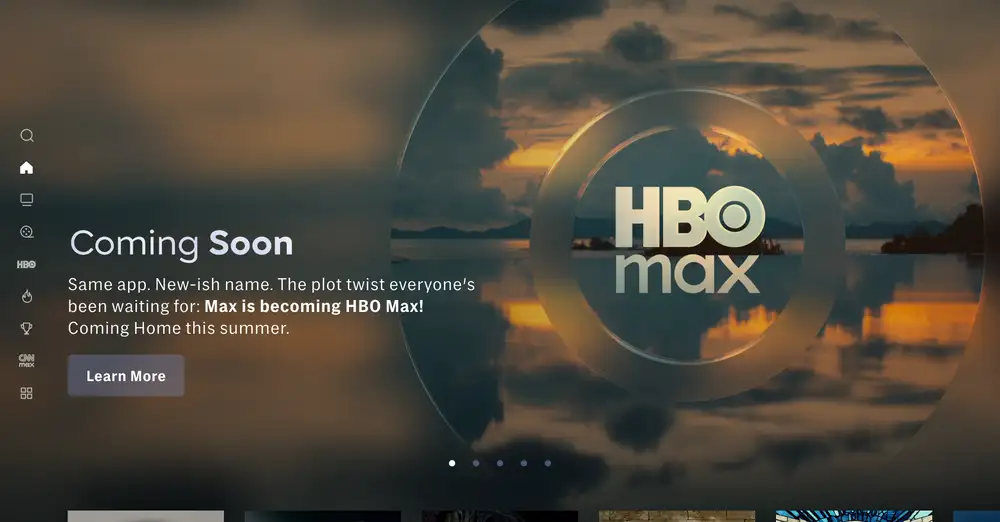 HBO
CNN
max
Coming Soon
Same app. New-ish name. The plot twist everyone's
been waiting for: Max is becoming HBO Max!
Coming Home this summer.
Learn More
HBO
max